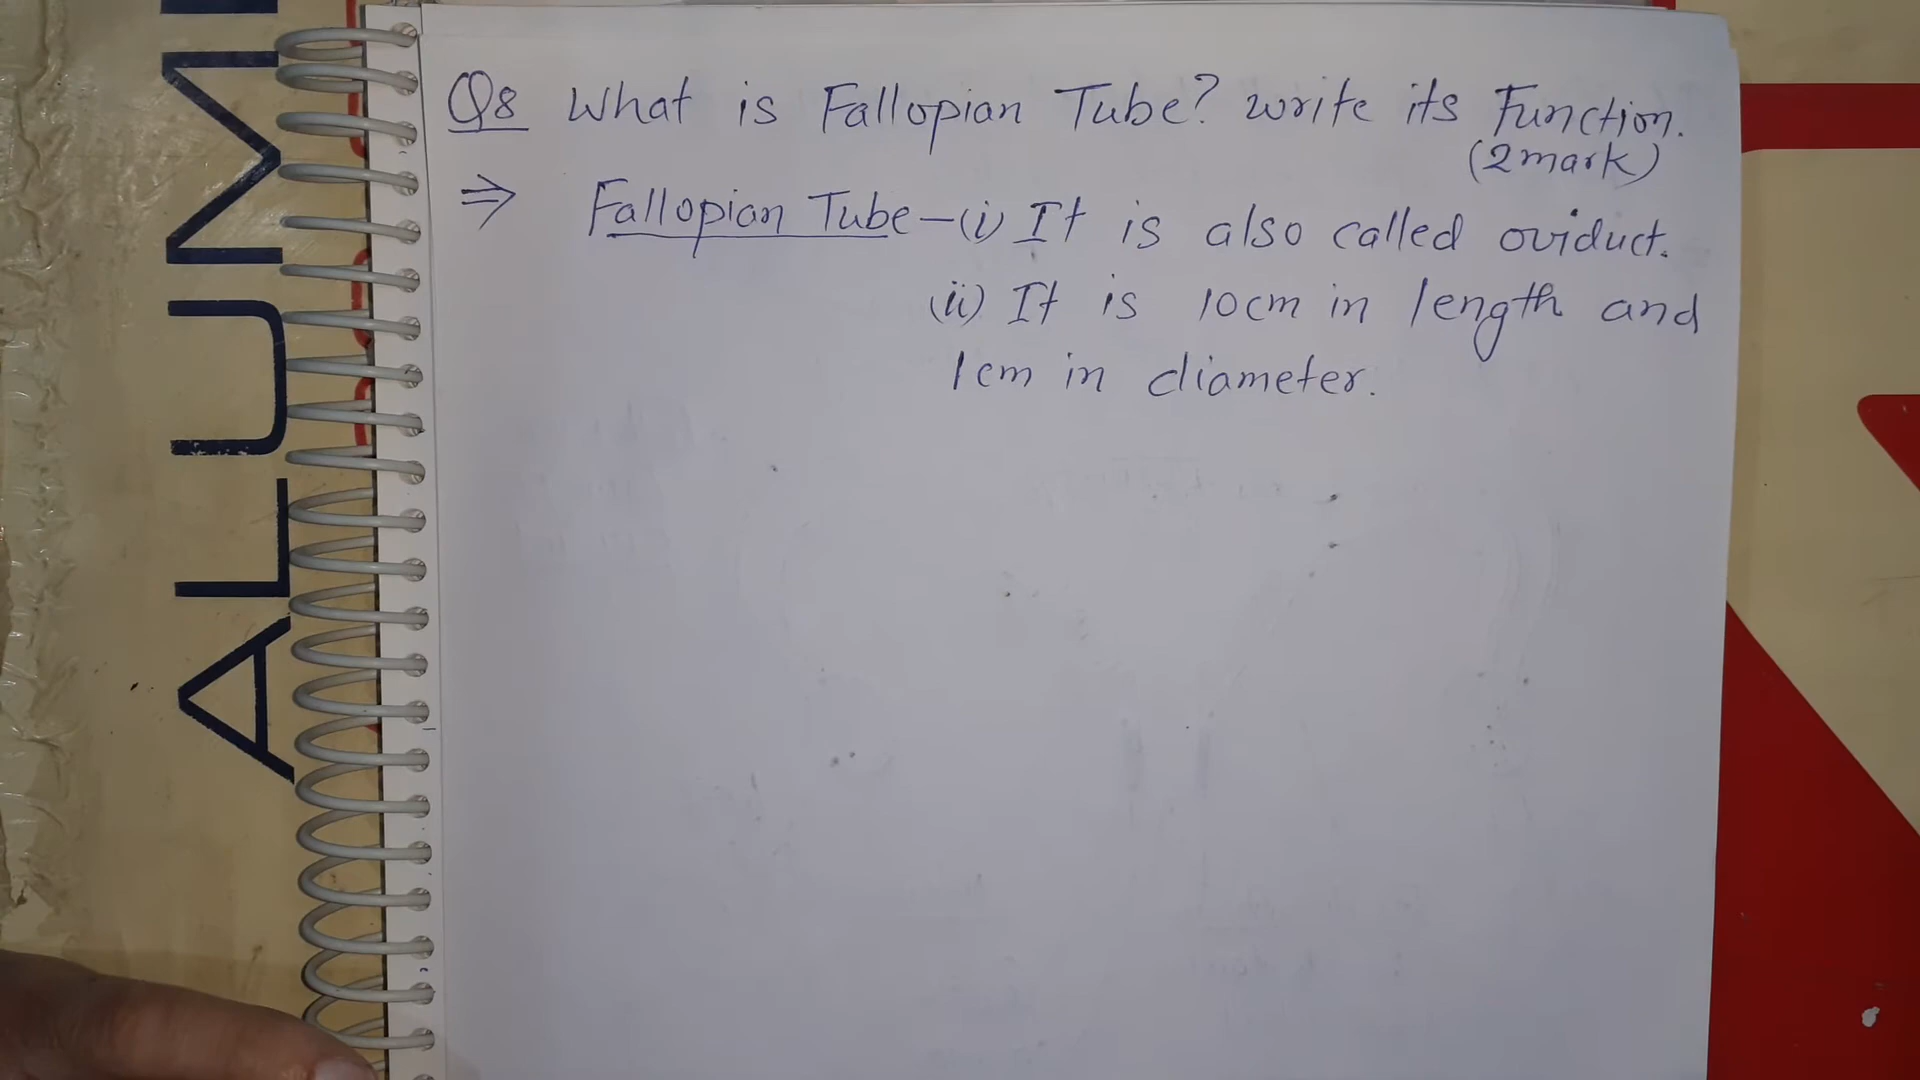 Q8 What is Fallopian Tube? write its Function.
(2mark)
⇒ Fallopian Tube - (i) It is also called oviduct.
(ii) It is 10cm in length and
1cm in diameter.
ALUMI